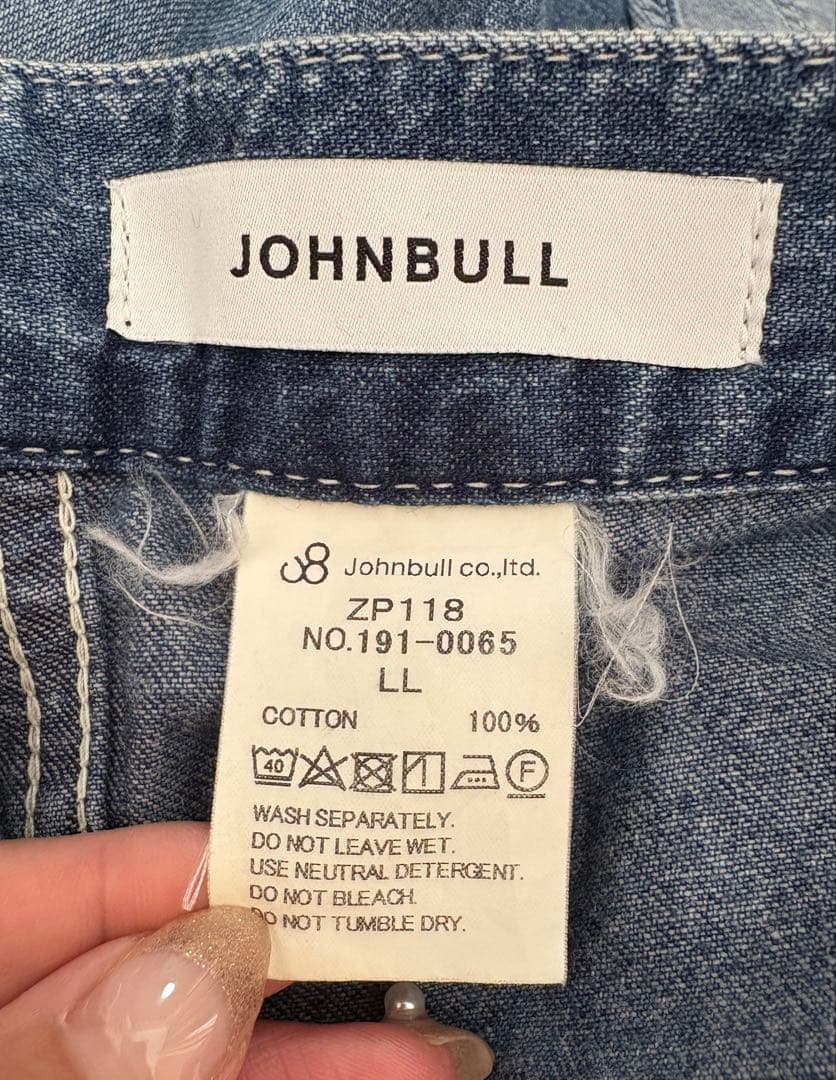 JOHNBULL
Johnbull co.,ltd.
ZP118
NO.191-0065
LL
COTTON 100%
40 F
WASH SEPARATELY.
DO NOT LEAVE WET.
USE NEUTRAL DETERGENT.
DO NOT BLEACH.
DO NOT TUMBLE DRY.